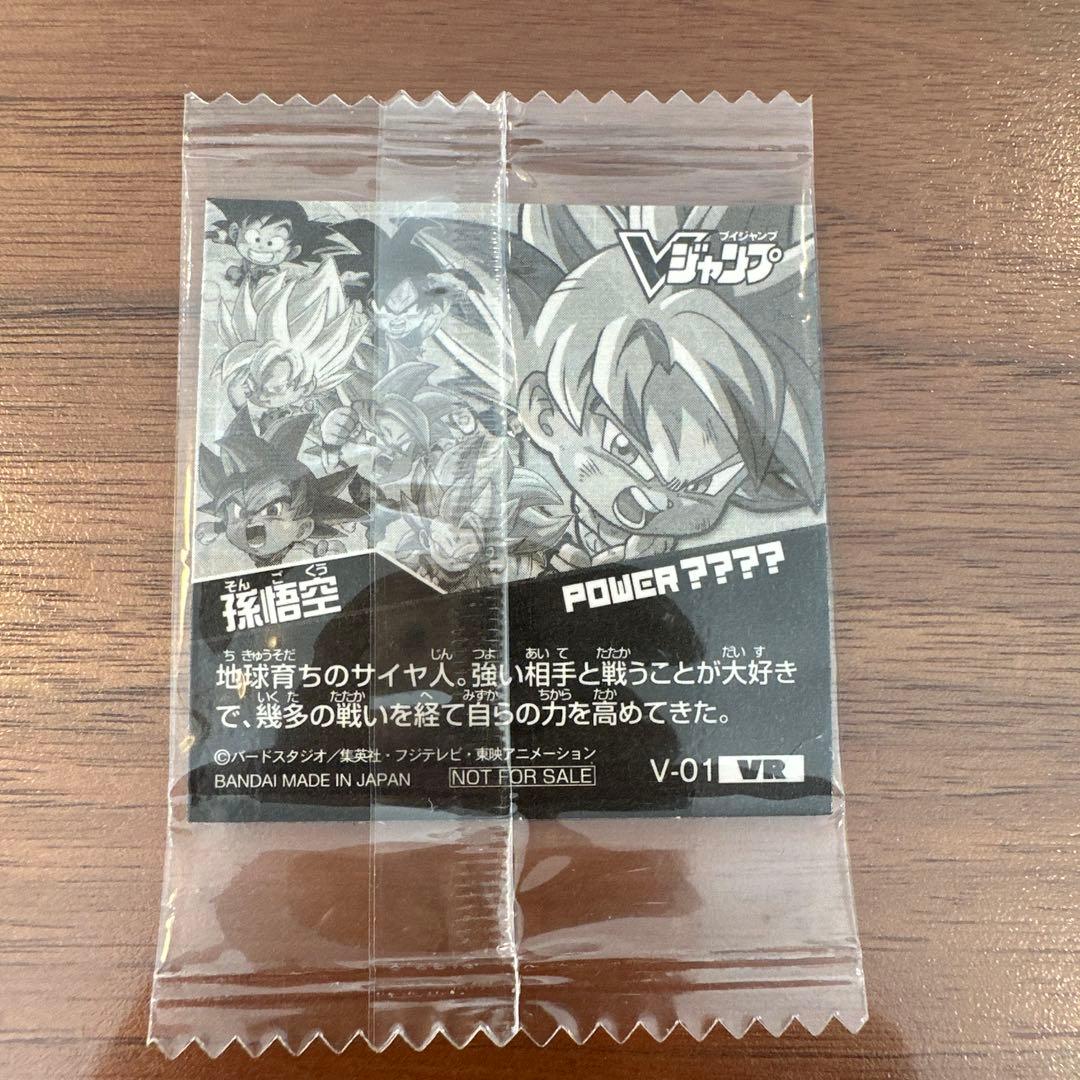 ブイジャンプ
Vジャンプ
そん ご くう
孫悟空
POWER ????
ち きゅうそだ じん つよ あい て たたか だい す
地球育ちのサイヤ人。強い相手と戦うことが大好き
いく た たたか へ みずか ちから たか
で、幾多の戦いを経て自らの力を高めてきた。
©バードスタジオ/集英社・フジテレビ・東映アニメーション
BANDAI MADE IN JAPAN NOT FOR SALE V-01 VR